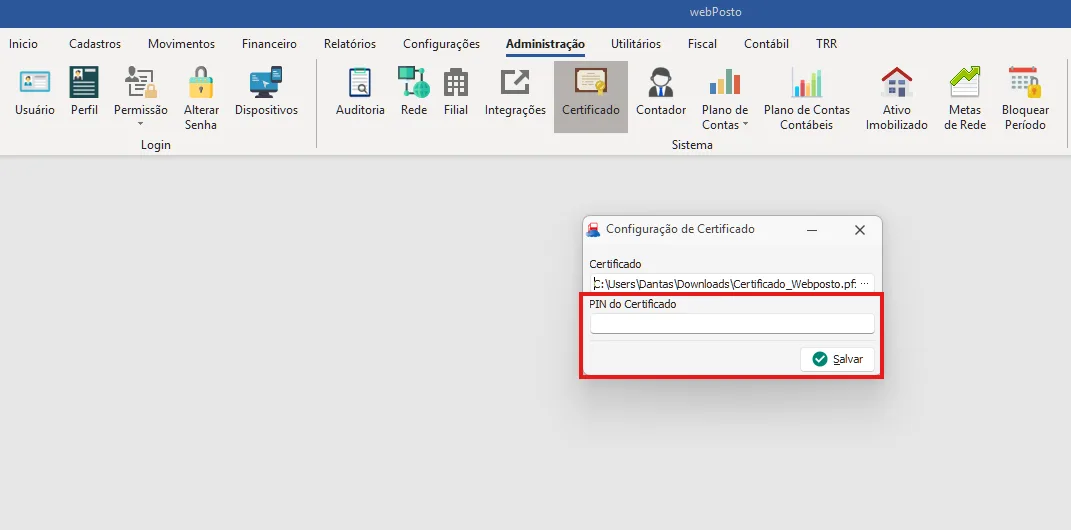 webPosto
Inicio Cadastros Movimentos Financeiro Relatórios Configurações Administração Utilitários Fiscal Contábil TRR
Usuário Perfil Permissão Alterar Senha Dispositivos Auditoria Rede Filial Integrações Certificado Contador Plano de Contas Plano de Contas Contábeis Ativo Imobilizado Metas de Rede Bloquear Período
Login Sistema
Configuração de Certificado
Certificado
C:\Users\Dantas\Downloads\Certificado_Webposto.pf: ...
PIN do Certificado
Salvar